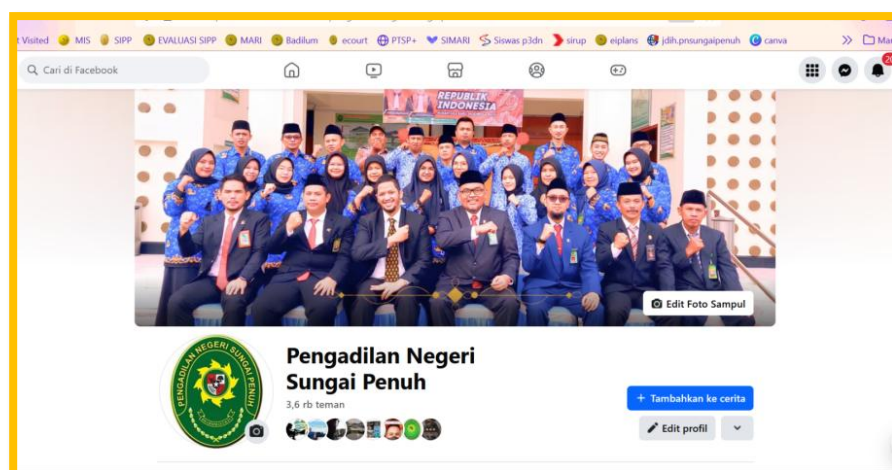 t Visited MIS SIPP EVALUASI SIPP MARI Badilum ecourt PTSP+ SIMARI Siswas p3dn sirup eiplans jdih.pnsungaipenuh canva
Cari di Facebook
20
REPUBLIK
INDONESIA
Edit Foto Sampul
PENGADILAN NEGERI SUNGAI PENUH
Pengadilan Negeri
Sungai Penuh
3,6 rb teman
+ Tambahkan ke cerita
Edit profil